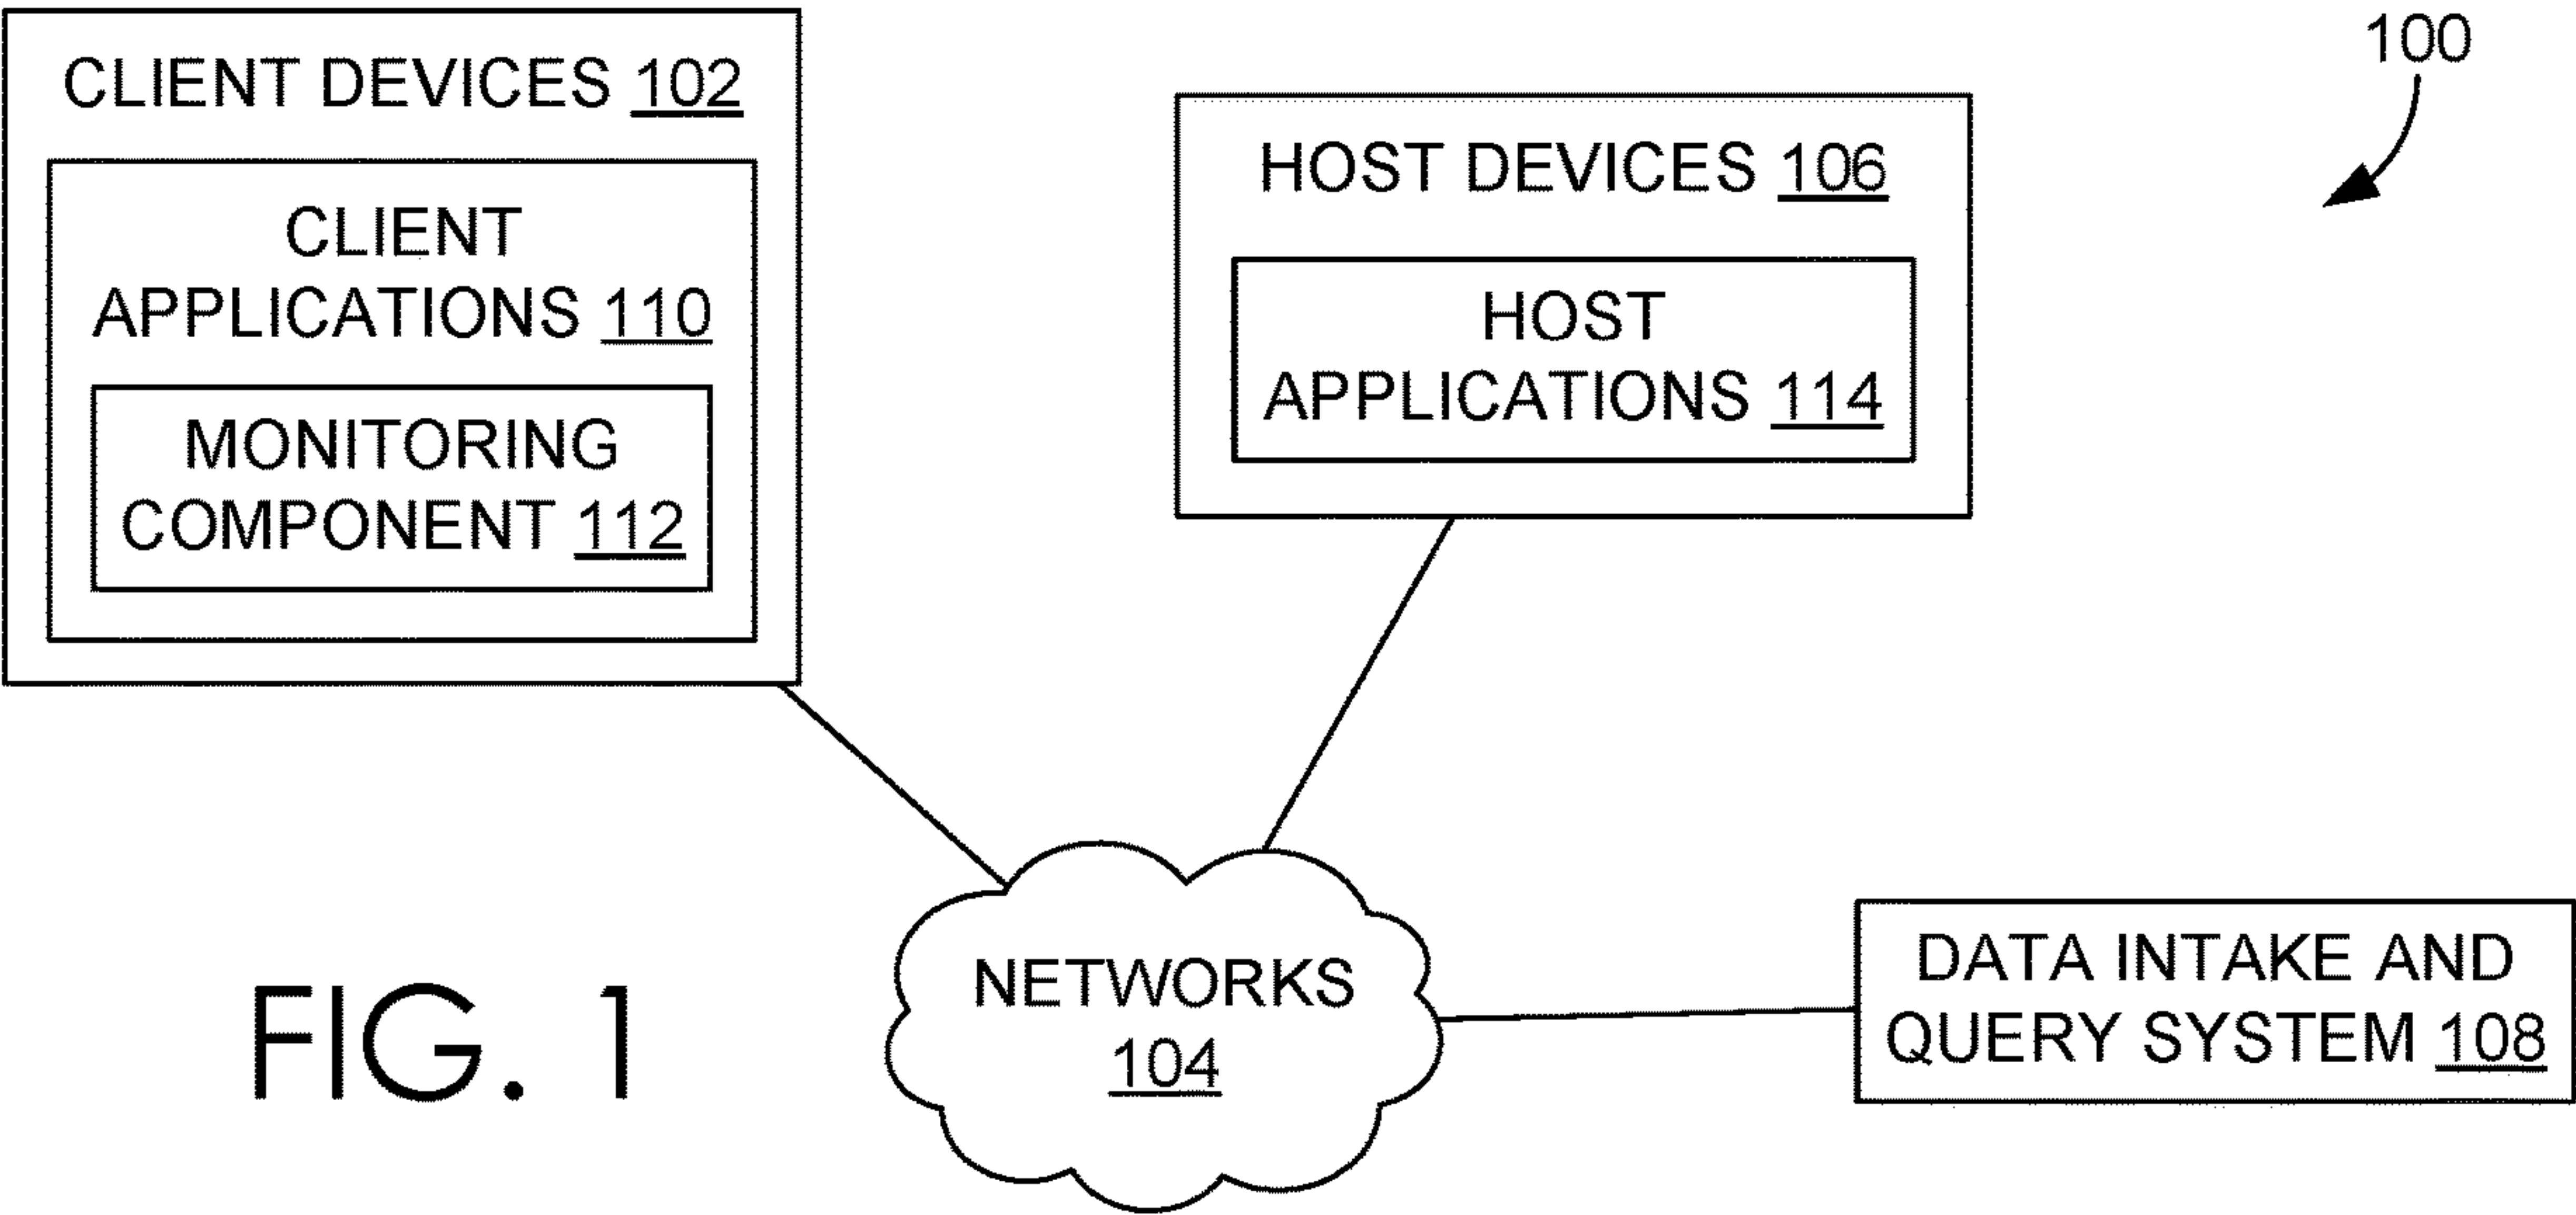 100
CLIENT DEVICES 102
CLIENT
APPLICATIONS 110
MONITORING
COMPONENT 112
HOST DEVICES 106
HOST
APPLICATIONS 114
NETWORKS
104
DATA INTAKE AND
QUERY SYSTEM 108
FIG. 1